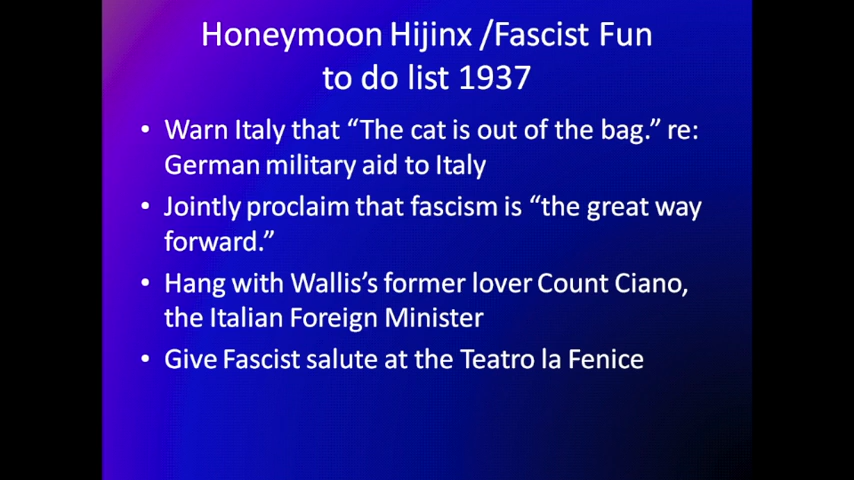 Honeymoon Hijinx /Fascist Fun
to do list 1937
• Warn Italy that “The cat is out of the bag.” re:
German military aid to Italy
• Jointly proclaim that fascism is “the great way
forward.”
• Hang with Wallis’s former lover Count Ciano,
the Italian Foreign Minister
• Give Fascist salute at the Teatro la Fenice